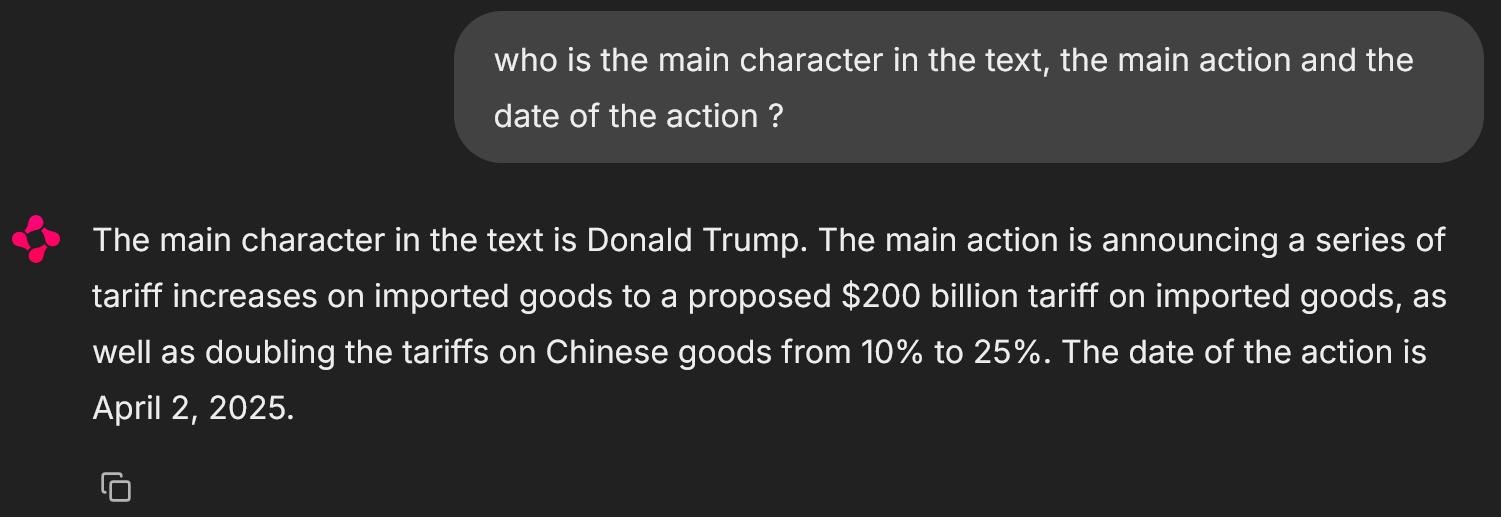 who is the main character in the text, the main action and the
date of the action ?
The main character in the text is Donald Trump. The main action is announcing a series of
tariff increases on imported goods to a proposed $200 billion tariff on imported goods, as
well as doubling the tariffs on Chinese goods from 10% to 25%. The date of the action is
April 2, 2025.